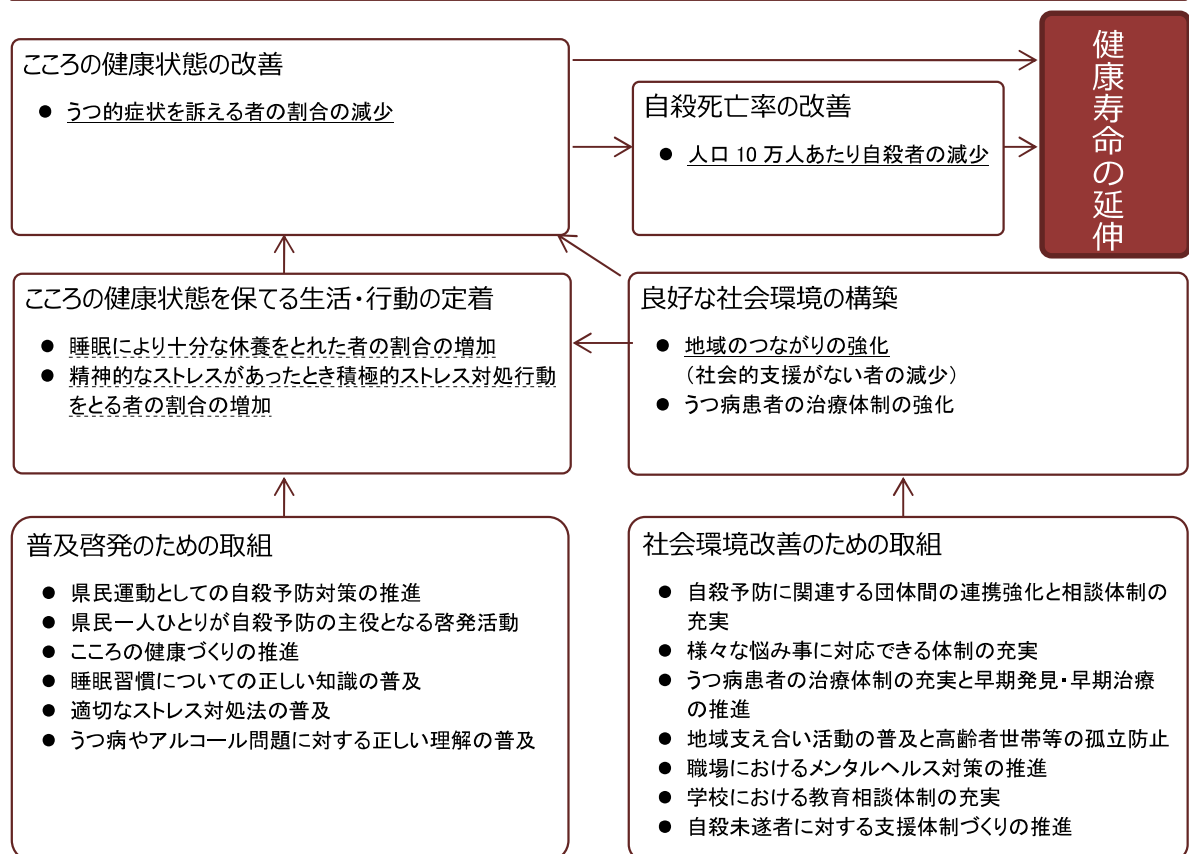 こころの健康状態の改善
● うつ的症状を訴える者の割合の減少
自殺死亡率の改善
● 人口 10 万人あたり自殺者の減少
健康寿命の延伸
こころの健康状態を保てる生活・行動の定着
● 睡眠により十分な休養をとれた者の割合の増加
● 精神的なストレスがあったとき積極的ストレス対処行動
をとる者の割合の増加
良好な社会環境の構築
● 地域のつながりの強化
（社会的支援がない者の減少）
● うつ病患者の治療体制の強化
普及啓発のための取組
● 県民運動としての自殺予防対策の推進
● 県民一人ひとりが自殺予防の主役となる啓発活動
● こころの健康づくりの推進
● 睡眠習慣についての正しい知識の普及
● 適切なストレス対処法の普及
● うつ病やアルコール問題に対する正しい理解の普及
社会環境改善のための取組
● 自殺予防に関連する団体間の連携強化と相談体制の
充実
● 様々な悩み事に対応できる体制の充実
● うつ病患者の治療体制の充実と早期発見・早期治療
の推進
● 地域支え合い活動の普及と高齢者世帯等の孤立防止
● 職場におけるメンタルヘルス対策の推進
● 学校における教育相談体制の充実
● 自殺未遂者に対する支援体制づくりの推進